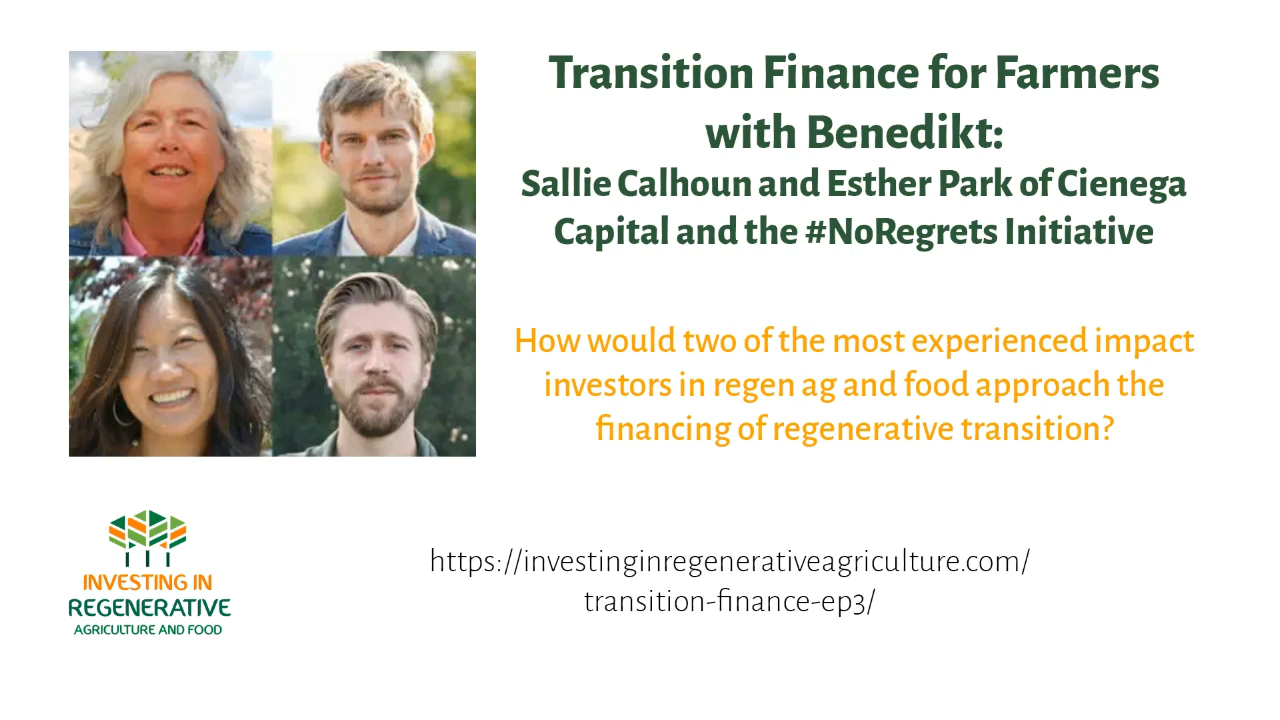 Transition Finance for Farmers
with Benedikt:
Sallie Calhoun and Esther Park of Cienega
Capital and the #NoRegrets Initiative
How would two of the most experienced impact
investors in regen ag and food approach the
financing of regenerative transition?
INVESTING IN
REGENERATIVE
AGRICULTURE AND FOOD
https://investinginregenerativeagriculture.com/
transition-finance-ep3/